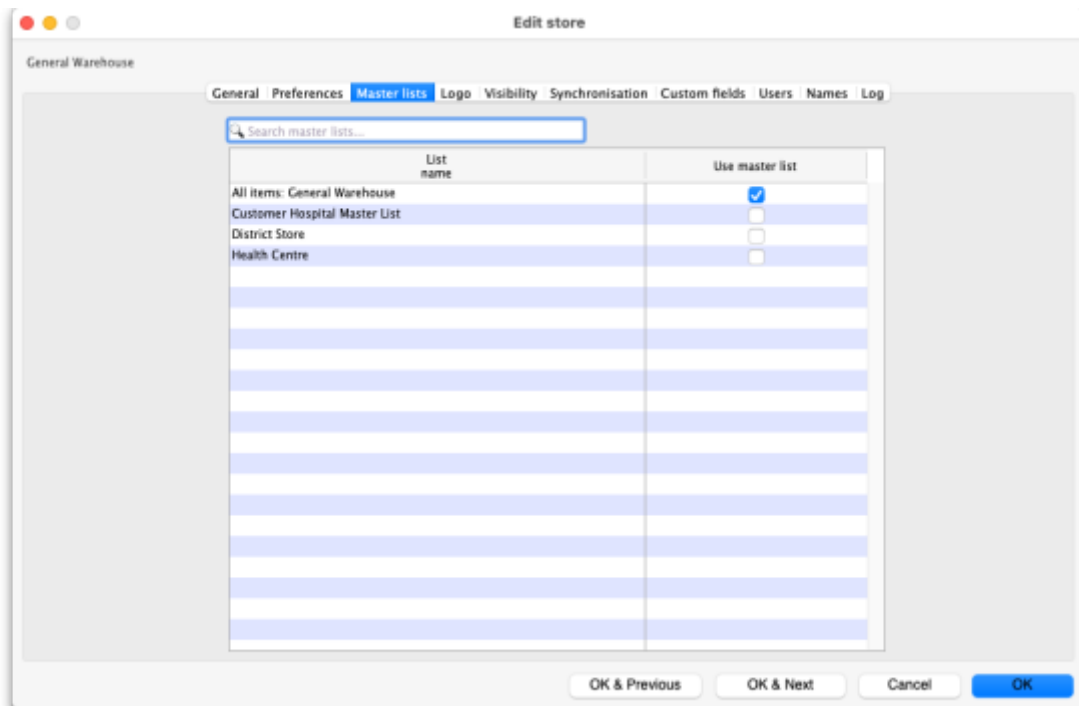 Edit store
General Warehouse
General Preferences Master lists Logo Visibility Synchronisation Custom fields Users Names Log
Search master lists...
List
name
Use master list
All items: General Warehouse
Customer Hospital Master List
District Store
Health Centre
OK & Previous OK & Next Cancel OK